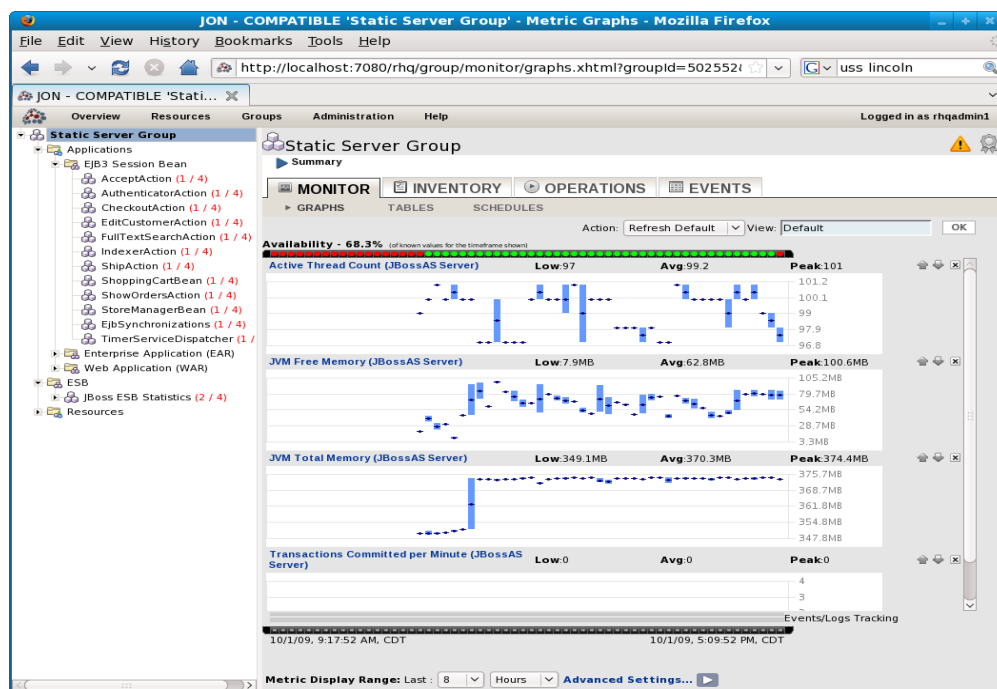 JON - COMPATIBLE 'Static Server Group' - Metric Graphs - Mozilla Firefox
File Edit View History Bookmarks Tools Help
http://localhost:7080/rhq/group/monitor/graphs.xhtml?groupId=502552& G uss lincoln
JON - COMPATIBLE 'Stati...
Overview Resources Groups Administration Help Logged in as rhqadmin1
Static Server Group
Applications
EJB3 Session Bean
AcceptAction (1 / 4)
AuthenticatorAction (1 / 4)
CheckoutAction (1 / 4)
EditCustomerAction (1 / 4)
FullTextSearchAction (1 / 4)
IndexerAction (1 / 4)
ShipAction (1 / 4)
ShoppingCartBean (1 / 4)
ShowOrdersAction (1 / 4)
StoreManagerBean (1 / 4)
EjbSynchronizations (1 / 4)
TimerServiceDispatcher (1 /
Enterprise Application (EAR)
Web Application (WAR)
ESB
JBoss ESB Statistics (2 / 4)
Resources
Static Server Group
Summary
MONITOR INVENTORY OPERATIONS EVENTS
GRAPHS TABLES SCHEDULES
Action: Refresh Default View: Default OK
Availability - 68.3% (of known values for the timeframe shown)
Active Thread Count (JBossAS Server) Low:97 Avg:99.2 Peak:101
101.2
100.1
99
97.9
96.8
JVM Free Memory (JBossAS Server) Low:7.9MB Avg:62.8MB Peak:100.6MB
105.2MB
79.7MB
54.2MB
28.7MB
3.3MB
JVM Total Memory (JBossAS Server) Low:349.1MB Avg:370.3MB Peak:374.4MB
375.7MB
368.7MB
361.8MB
354.8MB
347.8MB
Transactions Committed per Minute (JBossAS
Server) Low:0 Avg:0 Peak:0
4
3
Events/Logs Tracking
10/1/09, 9:17:52 AM, CDT 10/1/09, 5:09:52 PM, CDT
Metric Display Range: Last : 8 Hours Advanced Settings...